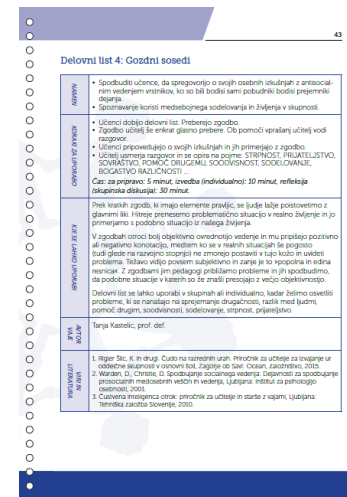 43
Delovni list 4: Gozdni sosedi
NAMEN
• Spodbuditi učence, da spregovorijo o svojih osebnih izkušnjah z antisocial-
nim vedenjem vrstnikov, ko so bili bodisi sami pobudniki bodisi prejemniki
dejanja.
• Spoznavanje koristi medsebojnega sodelovanja in življenja v skupnosti.
KORAKI ZA UPORABO
• Učenci dobijo delovni list. Preberejo zgodbo.
• Zgodbo učitelj še enkrat glasno prebere. Ob pomoči vprašanj učitelj vodi
razgovor.
• Učenci pripovedujejo o svojih izkušnjah in jih primerjajo z zgodbo.
• Učitelj usmerja razgovor in se opira na pojme: STRPNOST, PRIJATELJSTVO,
SOVRAŠTVO, POMOČ DRUGEMU, SOODVISNOST, SODELOVANJE,
BOGASTVO RAZLIČNOSTI ...
Čas: za pripravo: 5 minut, izvedba (individualno): 10 minut, refleksija
(skupinska diskusija): 30 minut.
KJE SE LAHKO UPORABI
Prek kratkih zgodb, ki imajo elemente pravljic, se ljudje lažje poistovetimo z
glavnimi liki. Hitreje prenesemo problematično situacijo v realno življenje in jo
primerjamo s podobno situacijo iz našega življenja.
V zgodbah otroci bolj objektivno ovrednotijo vedenje in mu pripišejo pozitivno
ali negativno konotacijo, medtem ko se v realnih situacijah še pogosto
(tudi glede na razvojno stopnjo) ne zmorejo postaviti v tujo kožo in uvideti
problema. Težavo vidijo povsem subjektivno in zanje je to »popolna in edina
resnica«. Z zgodbami jim pedagogi približamo probleme in jih spodbudimo,
da podobne situacije v katerih so že znali presojajo z večjo objektivnostjo.
Delovni list se lahko uporabi v skupinah ali individualno, kadar želimo osvetliti
probleme, ki se nanašajo na sprejemanje drugačnosti, razlik med ljudmi,
pomoč drugim, soodvisnosti, sodelovanje, strpnost, prijateljstvo.
AVTOR VAJE
Tanja Kastelic, prof. def.
VIRI IN LITERATURA
1. Rigler Šilc, K. in drugi. Čudo na razrednih urah. Priročnik za učitelje za izvajanje ur
oddelčne skupnosti v osnovni šoli, Zagorje ob Savi: Ocean, založništvo, 2015.
2. Warden, D., Christie, D. Spodbujanje socialnega vedenja: Dejavnosti za spodbujanje
prosocialnih medosebnih veščin in vedenja, Ljubljana: Inštitut za psihologijo
osebnosti, 2001.
3. Čustvena inteligenca otrok: priročnik za učitelje in starše z vajami, Ljubljana:
Tehniška založba Slovenije, 2010.